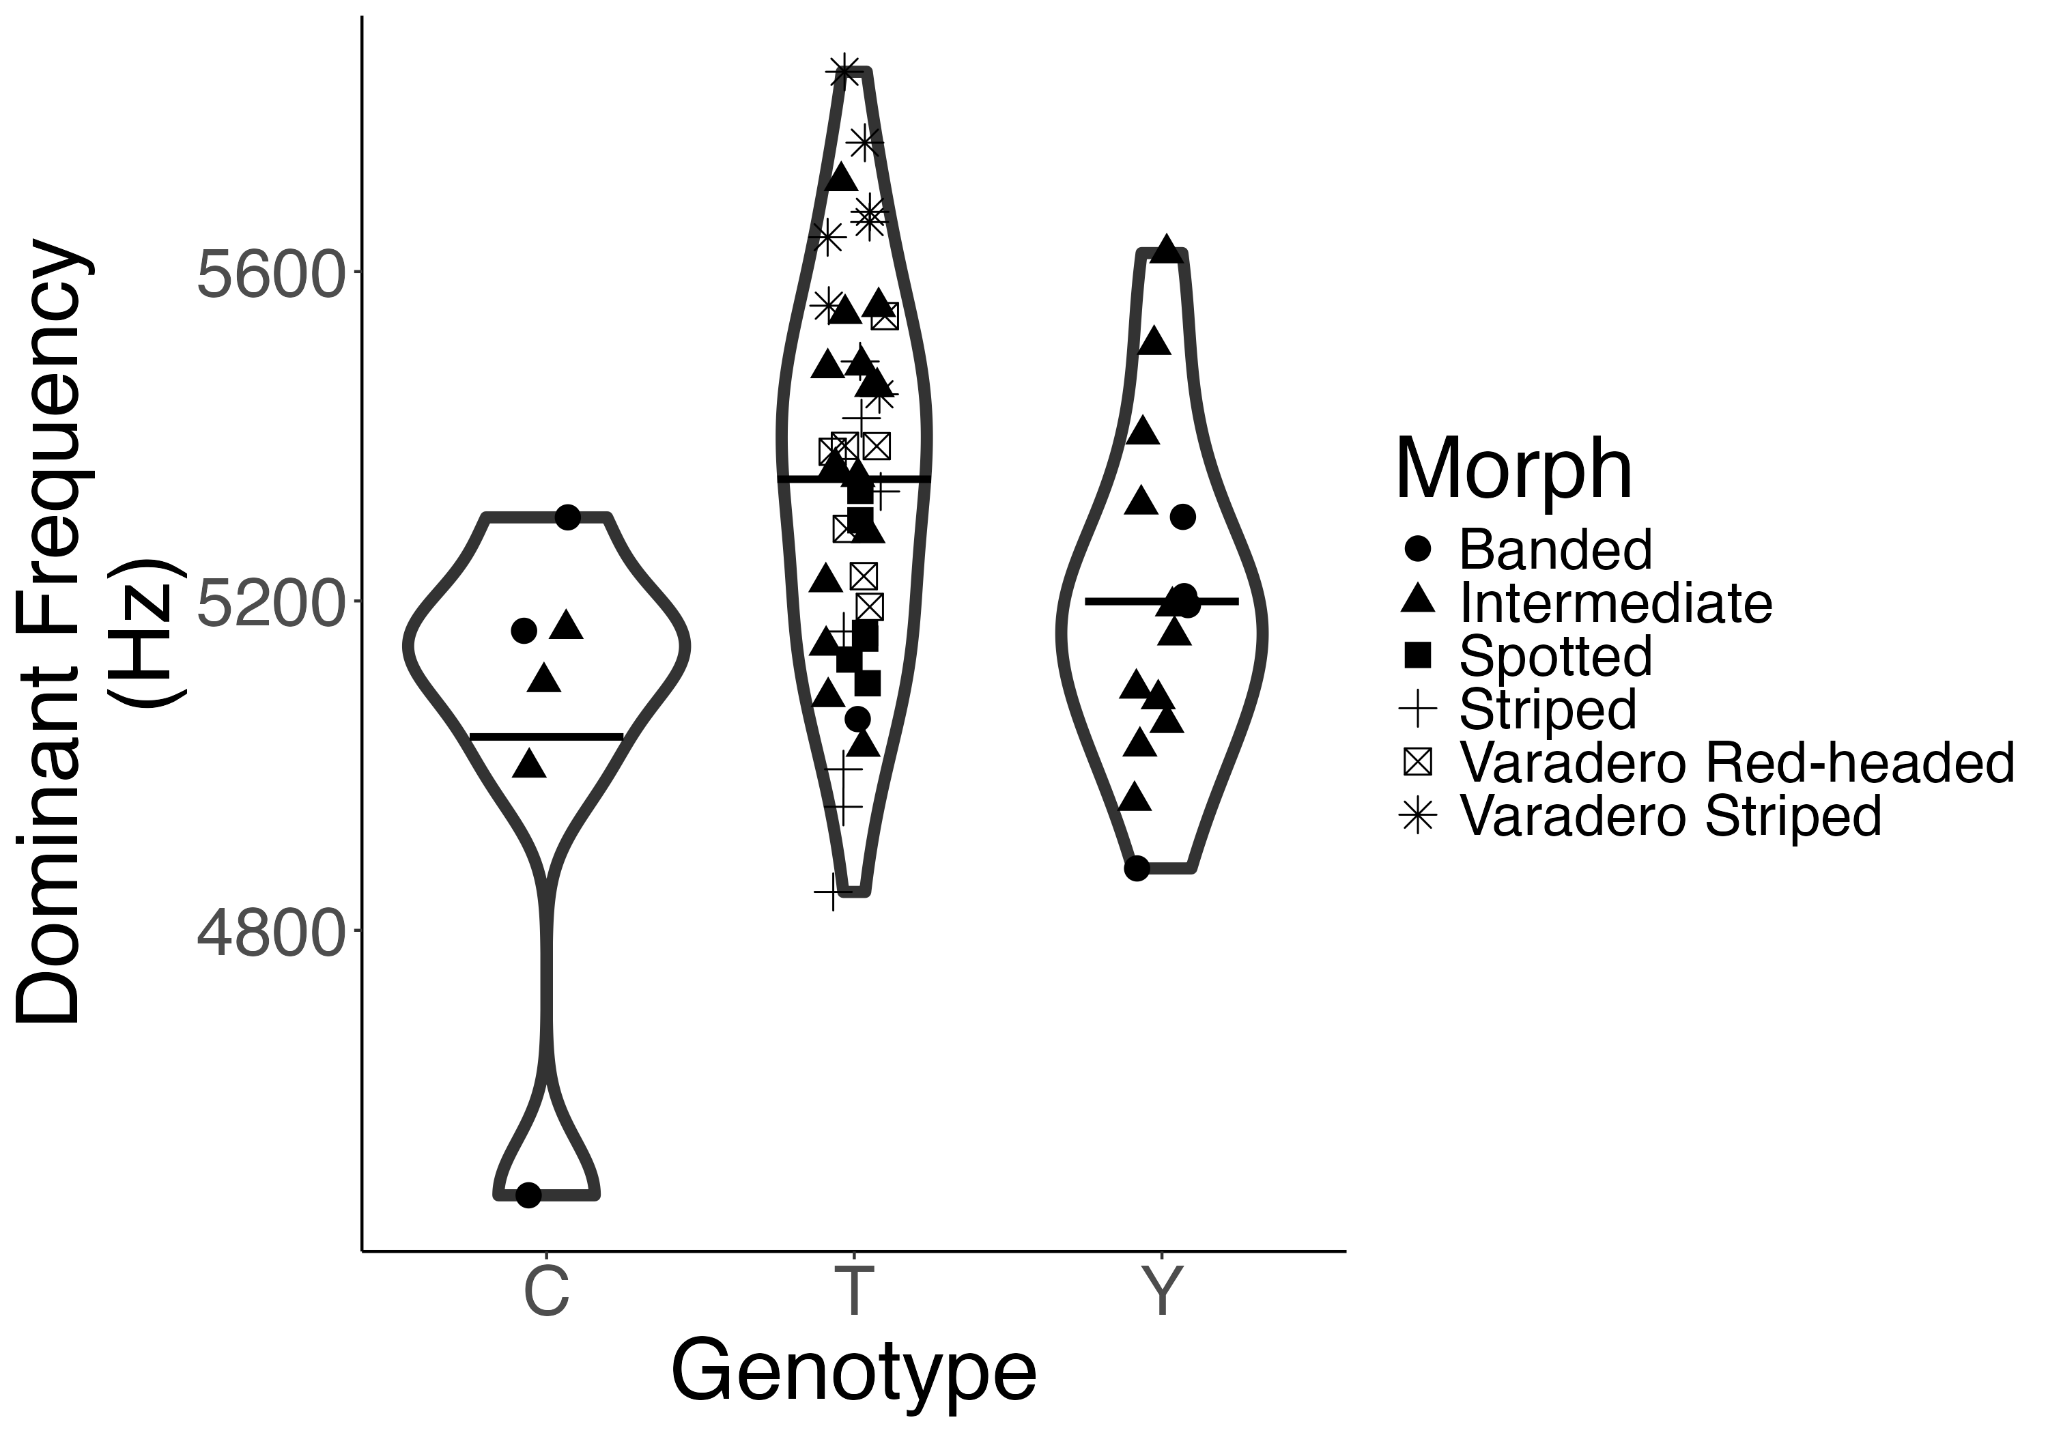 Dominant Frequency
(Hz)
5600
5200
4800
C T Y
Genotype
Morph
Banded
Intermediate
Spotted
Striped
Varadero Red-headed
Varadero Striped